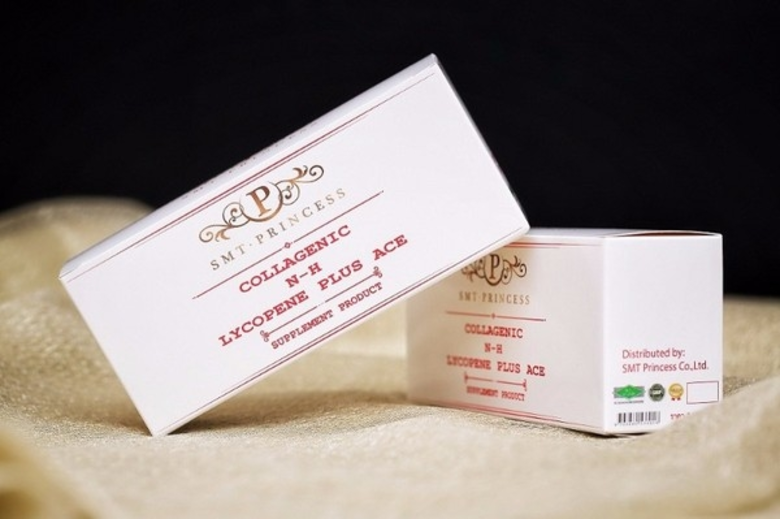 P
SMT·PRINCESS
COLLAGENIC
N-H
LYCOPENE PLUS ACE
SUPPLEMENT PRODUCT
P
SMT·PRINCESS
COLLAGENIC
N-H
LYCOPENE PLUS ACE
SUPPLEMENT PRODUCT
Distributed by:
SMT Princess Co.,Ltd.